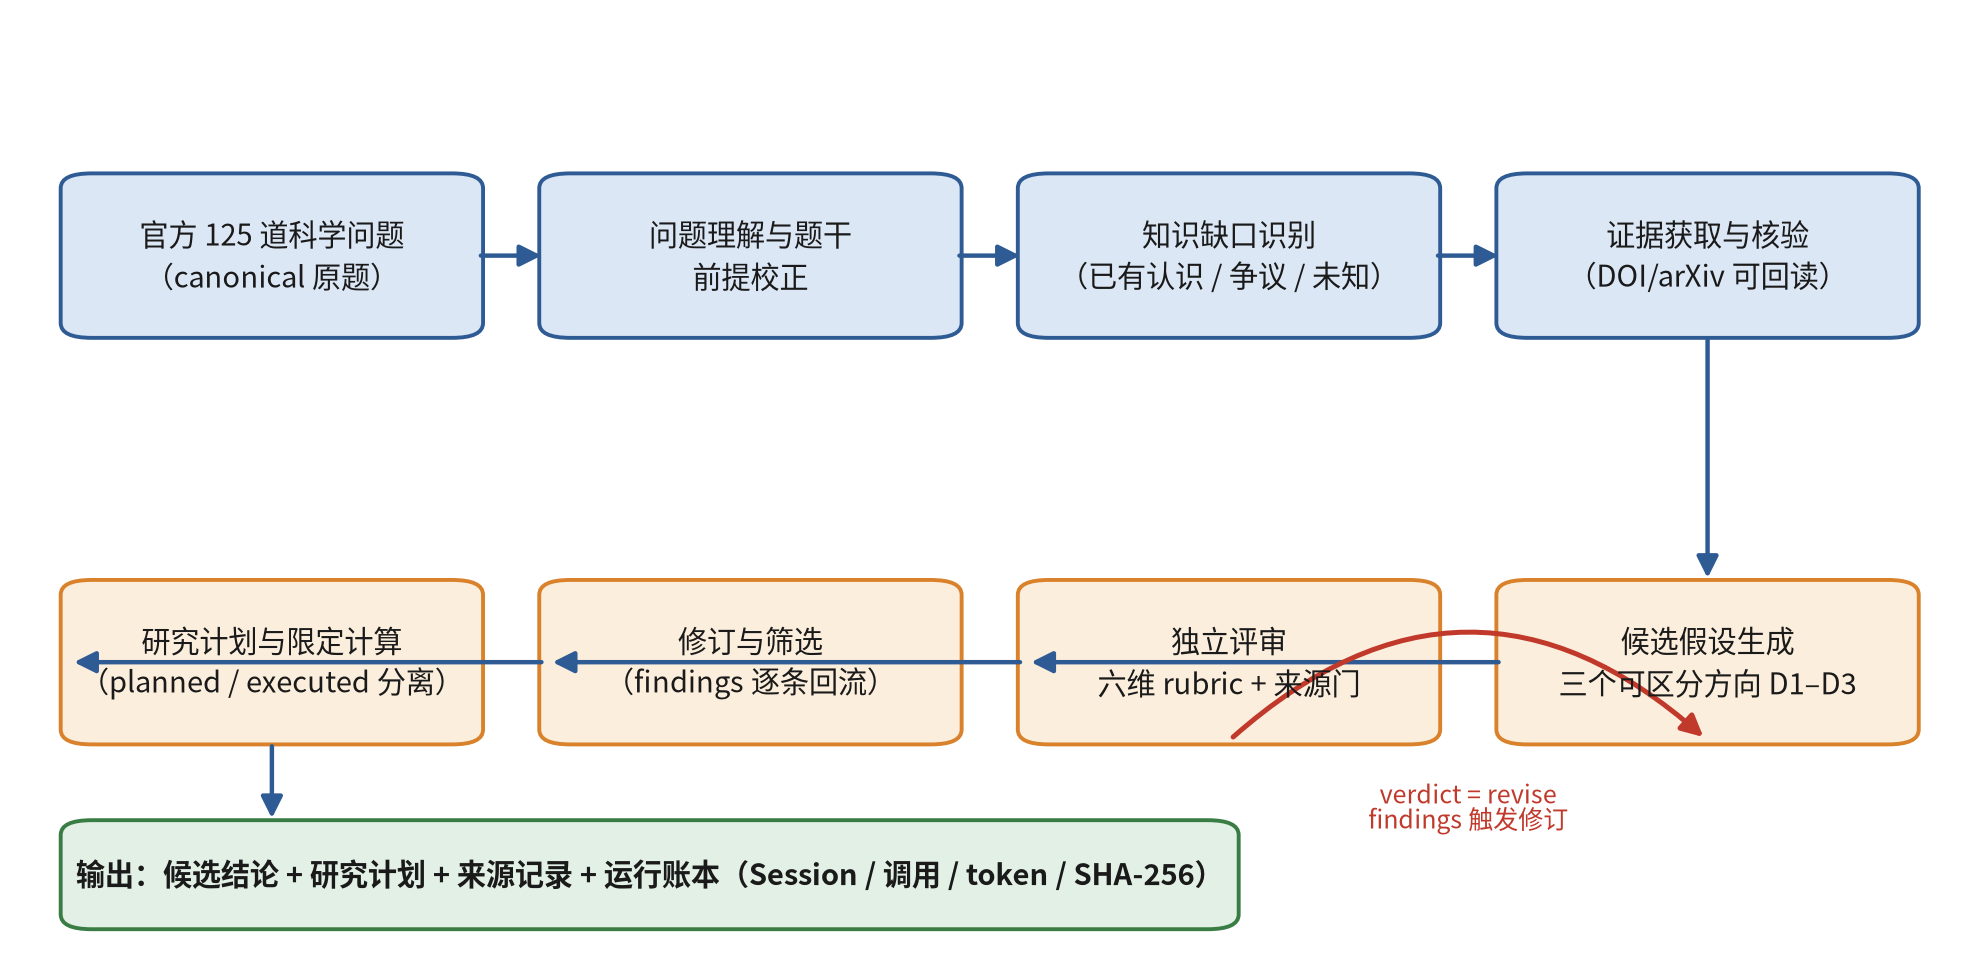 官方 125 道科学问题
（canonical 原题）
问题理解与题干
前提校正
知识缺口识别
（已有认识 / 争议 / 未知）
证据获取与核验
（DOI/arXiv 可回读）
研究计划与限定计算
（planned / executed 分离）
修订与筛选
（findings 逐条回流）
独立评审
六维 rubric + 来源门
候选假设生成
三个可区分方向 D1–D3
verdict = revise
findings 触发修订
输出：候选结论 + 研究计划 + 来源记录 + 运行账本（Session / 调用 / token / SHA-256）